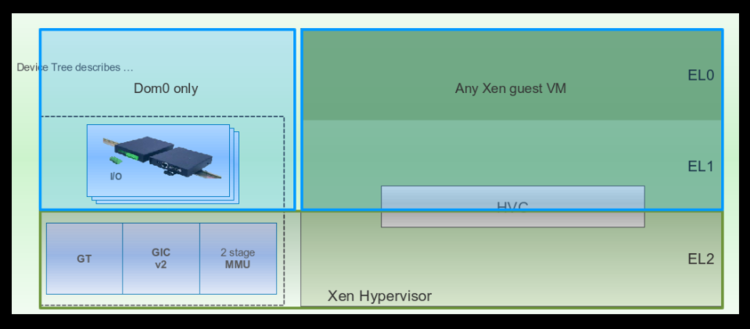 Device Tree describes …
Dom0 only
Any Xen guest VM
EL0
I/O
EL1
HVC
GT
GIC
v2
2 stage
MMU
EL2
Xen Hypervisor